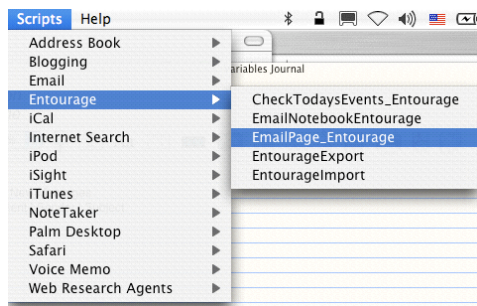 Scripts Help
Address Book
Blogging
Email
Entourage
iCal
Internet Search
iPod
iSight
iTunes
NoteTaker
Palm Desktop
Safari
Voice Memo
Web Research Agents
ariables Journal
CheckTodaysEvents_Entourage
EmailNotebookEntourage
EmailPage_Entourage
EntourageExport
EntourageImport